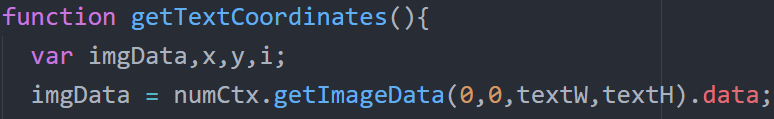 function getTextCoordinates(){
var imgData,x,y,i;
imgData = numCtx.getImageData(0,0,textW,textH).data;